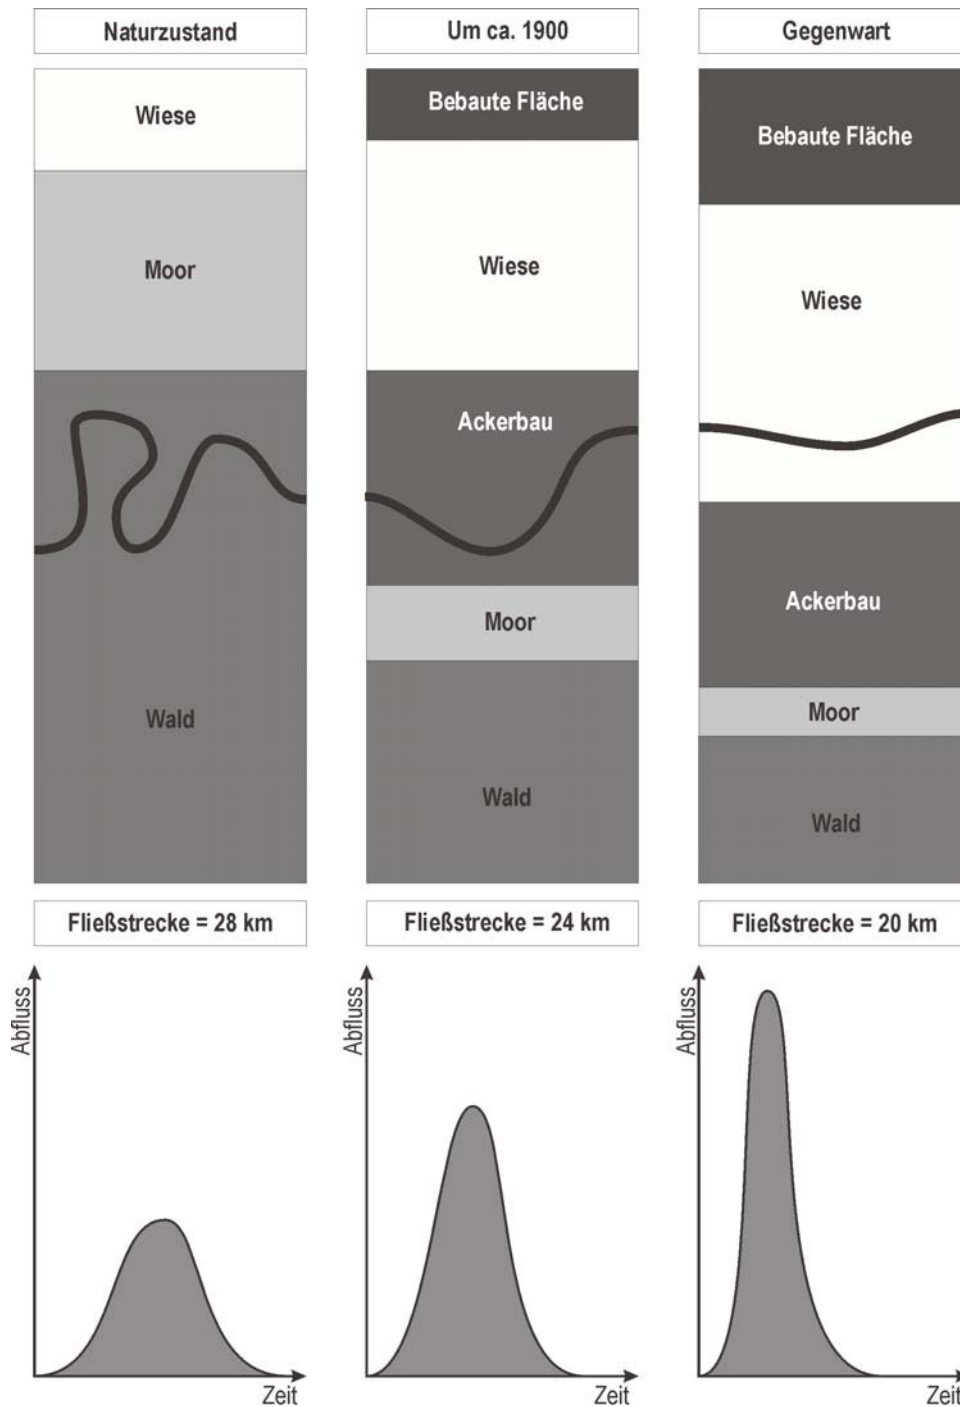 Naturzustand
Um ca. 1900
Gegenwart
Wiese
Moor
Wald
Bebaute Fläche
Wiese
Ackerbau
Moor
Wald
Bebaute Fläche
Wiese
Ackerbau
Moor
Wald
Fließstrecke = 28 km
Fließstrecke = 24 km
Fließstrecke = 20 km
Abfluss
Zeit
Abfluss
Zeit
Abfluss
Zeit